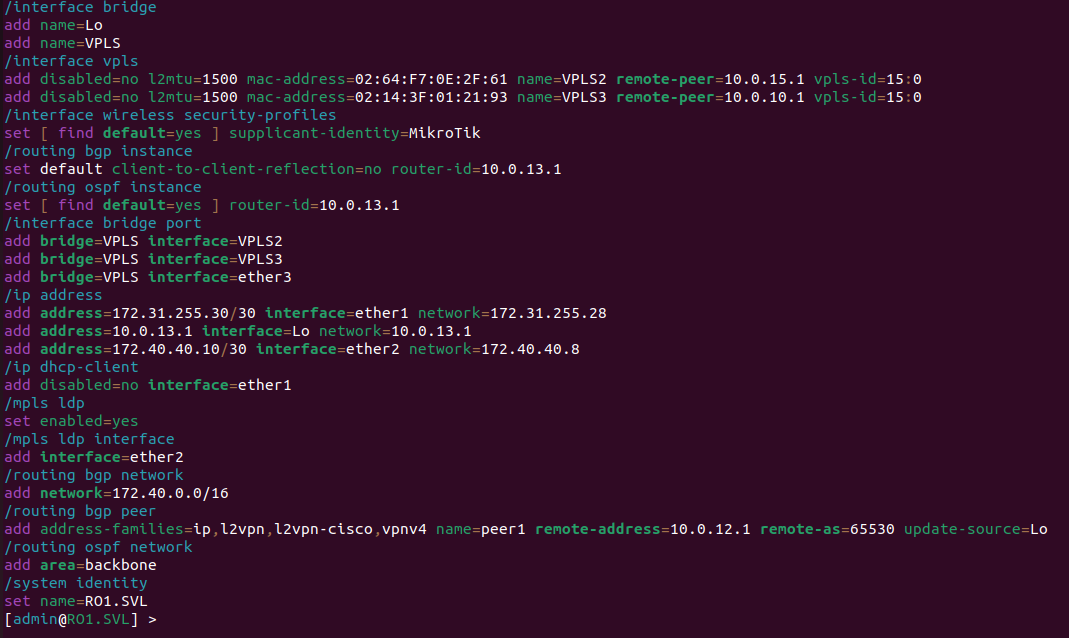 /interface bridge
add name=Lo
add name=VPLS
/interface vpls
add disabled=no l2mtu=1500 mac-address=02:64:F7:0E:2F:61 name=VPLS2 remote-peer=10.0.15.1 vpls-id=15:0
add disabled=no l2mtu=1500 mac-address=02:14:3F:01:21:93 name=VPLS3 remote-peer=10.0.10.1 vpls-id=15:0
/interface wireless security-profiles
set [ find default=yes ] supplicant-identity=MikroTik
/routing bgp instance
set default client-to-client-reflection=no router-id=10.0.13.1
/routing ospf instance
set [ find default=yes ] router-id=10.0.13.1
/interface bridge port
add bridge=VPLS interface=VPLS2
add bridge=VPLS interface=VPLS3
add bridge=VPLS interface=ether3
/ip address
add address=172.31.255.30/30 interface=ether1 network=172.31.255.28
add address=10.0.13.1 interface=Lo network=10.0.13.1
add address=172.40.40.10/30 interface=ether2 network=172.40.40.8
/ip dhcp-client
add disabled=no interface=ether1
/mpls ldp
set enabled=yes
/mpls ldp interface
add interface=ether2
/routing bgp network
add network=172.40.0.0/16
/routing bgp peer
add address-families=ip,l2vpn,l2vpn-cisco,vpnv4 name=peer1 remote-address=10.0.12.1 remote-as=65530 update-source=Lo
/routing ospf network
add area=backbone
/system identity
set name=RO1.SVL
[admin@RO1.SVL] >